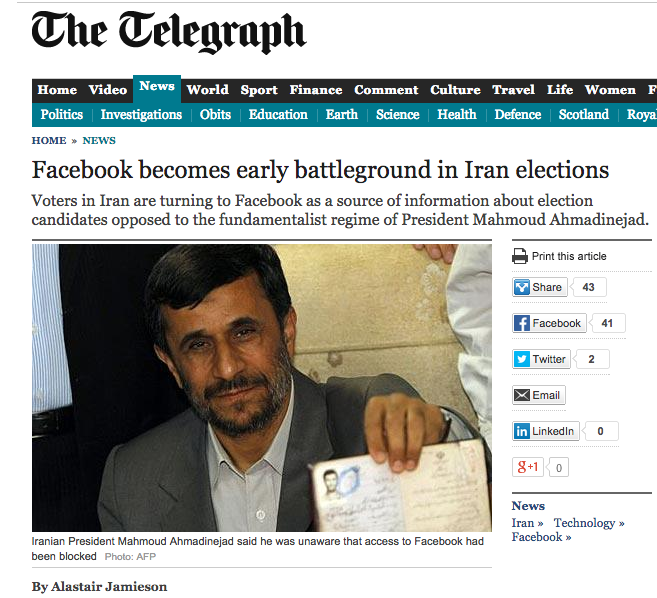 The Telegraph
Home Video News World Sport Finance Comment Culture Travel Life Women F
Politics Investigations Obits Education Earth Science Health Defence Scotland Roya
HOME » NEWS
Facebook becomes early battleground in Iran elections
Voters in Iran are turning to Facebook as a source of information about election
candidates opposed to the fundamentalist regime of President Mahmoud Ahmadinejad.
Print this article
Share 43
Facebook 41
Twitter 2
Email
in LinkedIn 0
g+1 0
News
Iran » Technology »
Facebook »
Iranian President Mahmoud Ahmadinejad said he was unaware that access to Facebook had
been blocked Photo: AFP
By Alastair Jamieson